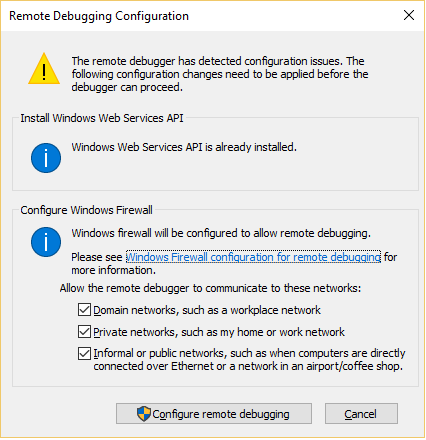 Remote Debugging Configuration
The remote debugger has detected configuration issues. The
following configuration changes need to be applied before the
debugger can proceed.
Install Windows Web Services API
Windows Web Services API is already installed.
Configure Windows Firewall
Windows firewall will be configured to allow remote debugging.
Please see Windows Firewall configuration for remote debugging for
more information.
Allow the remote debugger to communicate to these networks:
Domain networks, such as a workplace network
Private networks, such as my home or work network
Informal or public networks, such as when computers are directly
connected over Ethernet or a network in an airport/coffee shop.
Configure remote debugging
Cancel